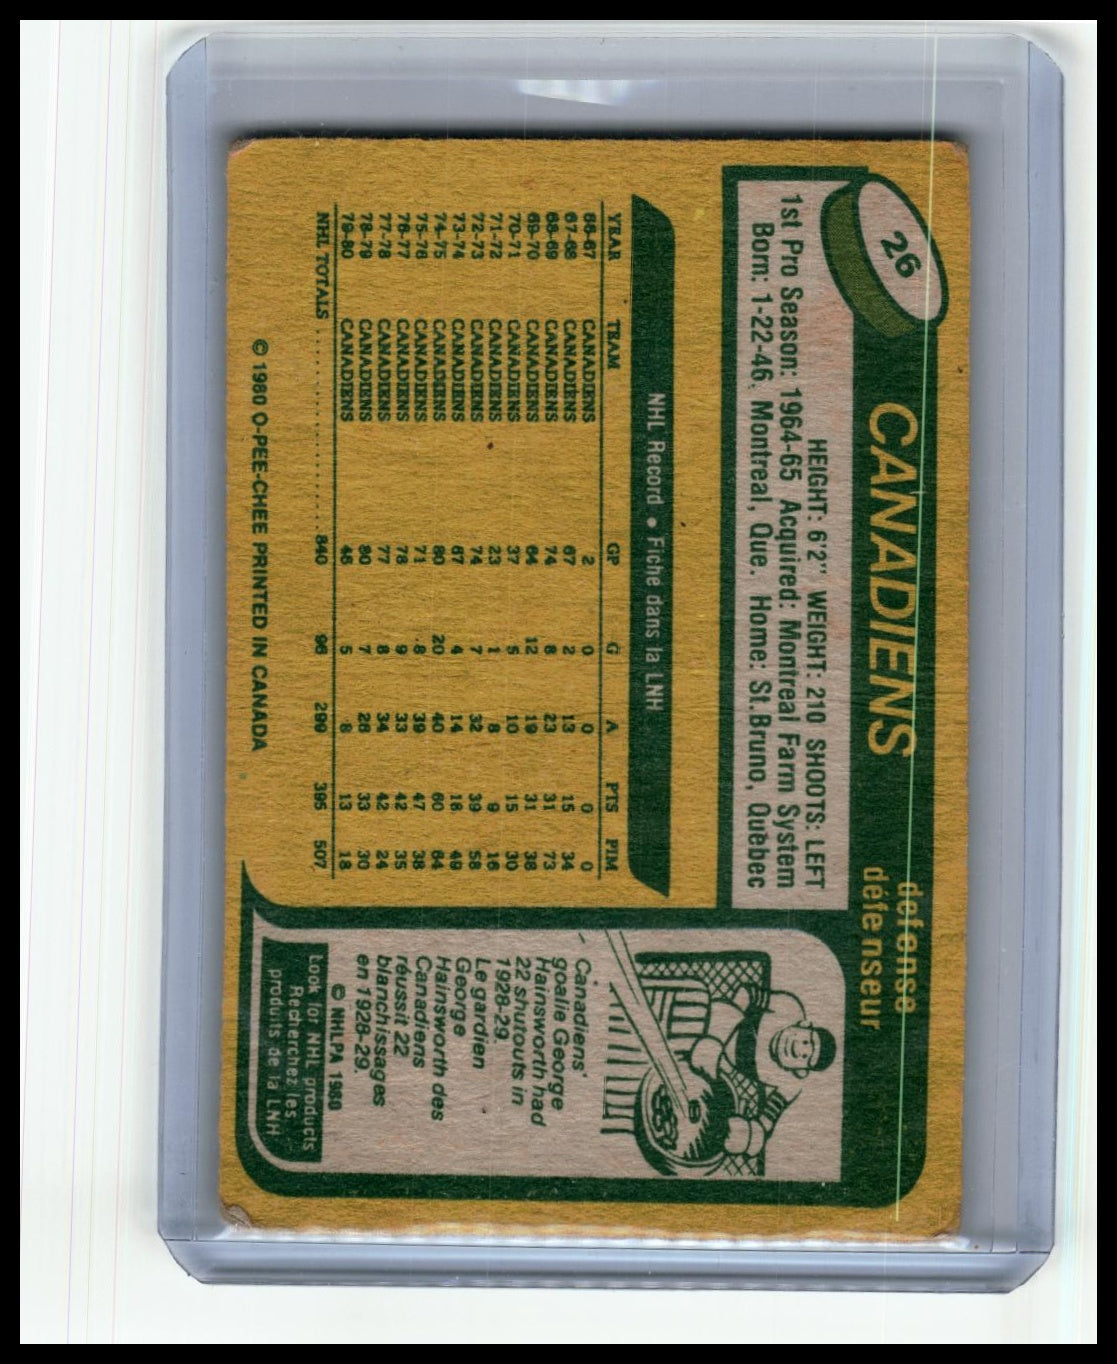 26
CANADIENS
defense
défenseur
HEIGHT: 6'2" WEIGHT: 210 SHOOTS: LEFT
1st Pro Season: 1964-65 Acquired: Montreal Farm System
Born: 1-22-46, Montreal, Que. Home: St.Bruno, Québec
NHL Record • Fiche dans la LNH
YEAR TEAM GP G A PTS PIM
66-67 CANADIENS 2 0 0 0 0
67-68 CANADIENS 67 2 13 15 34
68-69 CANADIENS 74 8 23 31 73
69-70 CANADIENS 64 12 19 31 38
70-71 CANADIENS 37 5 10 15 30
71-72 CANADIENS 23 1 8 9 16
72-73 CANADIENS 74 7 32 39 58
73-74 CANADIENS 67 4 14 18 49
74-75 CANADIENS 80 20 40 60 64
75-76 CANADIENS 71 8 39 47 38
76-77 CANADIENS 78 9 33 42 35
77-78 CANADIENS 77 8 34 42 24
78-79 CANADIENS 80 7 26 33 30
79-80 CANADIENS 46 5 8 13 18
NHL TOTALS ................840 96 299 395 507
© 1980 O-PEE-CHEE PRINTED IN CANADA
Canadiens'
goalie George
Hainsworth had
22 shutouts in
1928-29.
Le gardien
George
Hainsworth des
Canadiens
réussit 22
blanchissages
en 1928-29.
© NHLPA 1980
Look for NHL products
Recherchez les
produits de la LNH